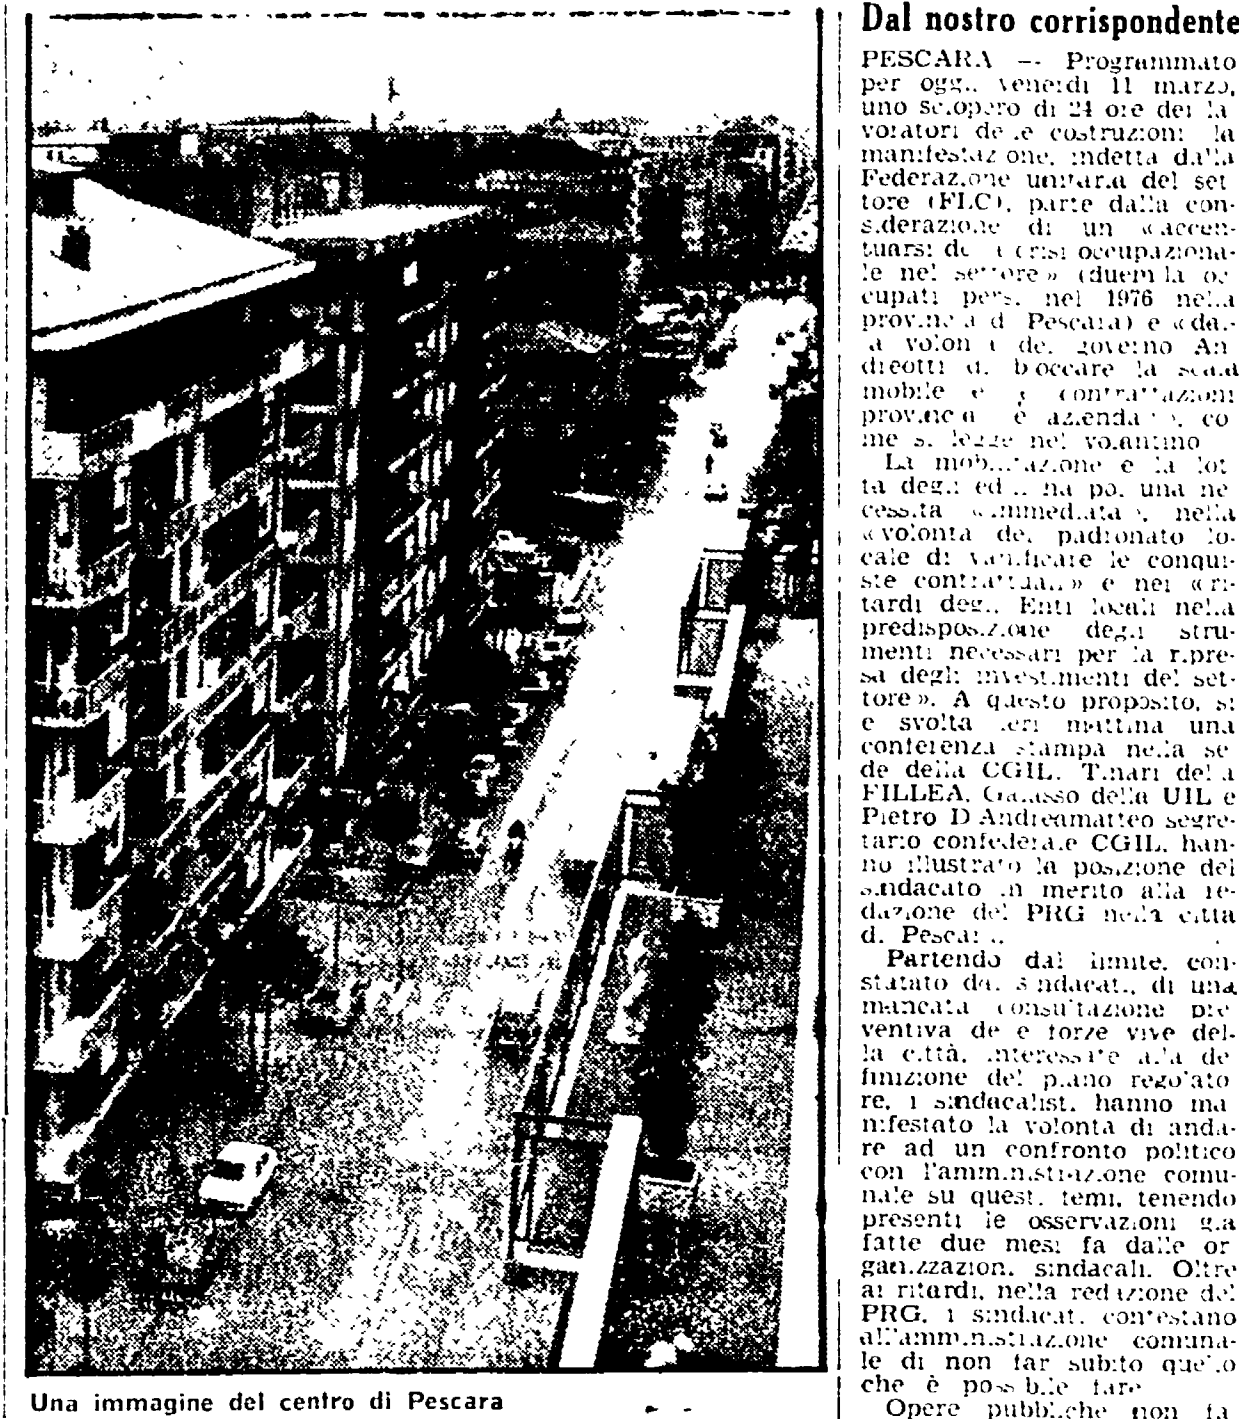 Dal nostro corrispondente
PESCARA — Programmato
per oggi, venerdì 11 marzo,
uno sciopero di 24 ore dei la
voratori delle costruzioni la
manifestazione, indetta dalla
Federazione unitaria del set
tore (FLC), parte dalla con-
siderazione di un «accen-
tuarsi della crisi occupaziona-
le nel settore» (duemila oc
cupati persi nel 1976 nella
provincia di Pescara) e «dal-
la volontà del governo An
dreotti di bloccare la scala
mobile e contrattazioni
provinciali e aziendali», co
me si legge nel volantino
La mobilitazione e la lot
ta degli edili ha poi una ne
cessità «immediata», nella
«volontà del padronato lo-
cale di vanificare le conqui-
ste contrattuali» e nei «ri-
tardi degli Enti locali nella
predisposizione degli stru-
menti necessari per la ripre-
sa degli investimenti del set-
tore». A questo proposito, si
è svolta ieri mattina una
conferenza stampa nella se
de della CGIL. Tinari della
FILLEA, Galasso della UIL e
Pietro D'Andreamatteo segre-
tario confederale CGIL, han-
no illustrato la posizione del
sindacato in merito alla re-
dazione del PRG nella città
di Pescara.
Partendo dal limite, con-
statato dai sindacati, di una
mancata consultazione pre
ventiva delle forze vive del-
la città, interessate alla de
finizione del piano regolato
re, i sindacalisti hanno ma
nifestato la volontà di anda-
re ad un confronto politico
con l'amministrazione comu-
nale su questi temi, tenendo
presenti le osservazioni già
fatte due mesi fa dalle or
ganizzazioni sindacali. Oltre
ai ritardi, nella redazione del
PRG, i sindacati contestano
all'amministrazione comuna-
le di non far subito quello
che è possibile fare
Opere pubbliche non fa
Una immagine del centro di Pescara